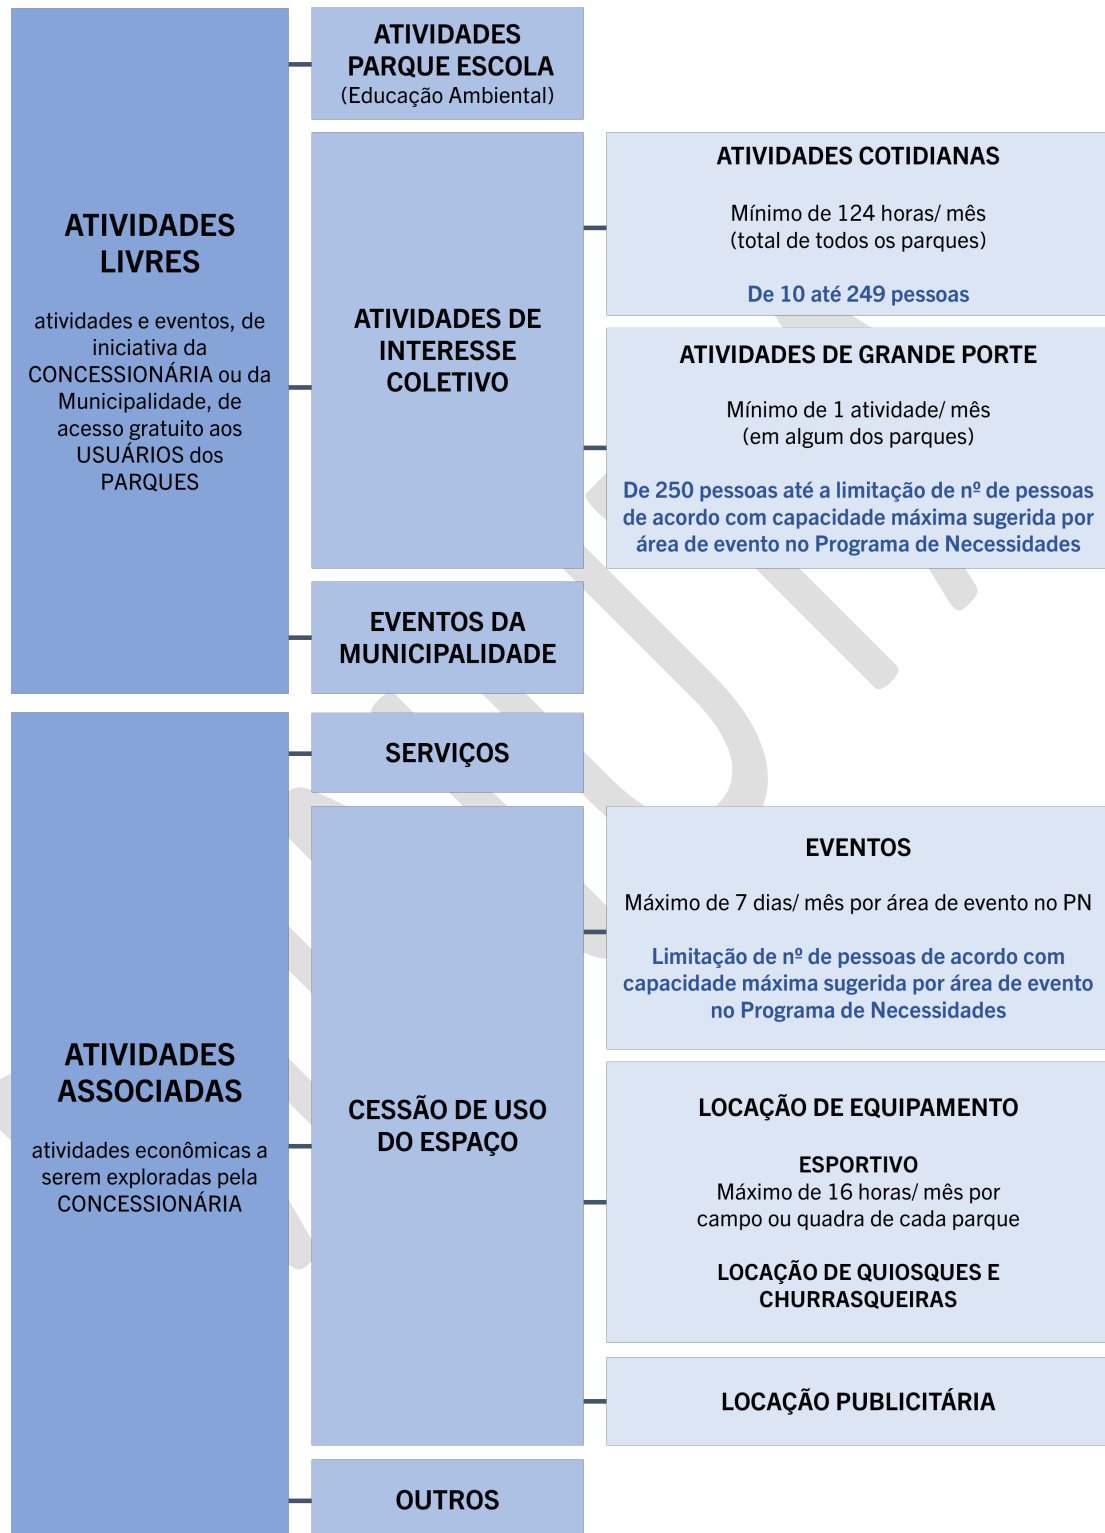 ATIVIDADES
LIVRES
atividades e eventos, de
iniciativa da
CONCESSIONÁRIA ou da
Municipalidade, de
acesso gratuito aos
USUÁRIOS dos
PARQUES
ATIVIDADES
PARQUE ESCOLA
(Educação Ambiental)
ATIVIDADES DE
INTERESSE
COLETIVO
ATIVIDADES COTIDIANAS
Mínimo de 124 horas/ mês
(total de todos os parques)
De 10 até 249 pessoas
ATIVIDADES DE GRANDE PORTE
Mínimo de 1 atividade/ mês
(em algum dos parques)
De 250 pessoas até a limitação de nº de pessoas
de acordo com capacidade máxima sugerida por
área de evento no Programa de Necessidades
EVENTOS DA
MUNICIPALIDADE
ATIVIDADES
ASSOCIADAS
atividades econômicas a
serem exploradas pela
CONCESSIONÁRIA
SERVIÇOS
CESSÃO DE USO
DO ESPAÇO
EVENTOS
Máximo de 7 dias/ mês por área de evento no PN
Limitação de nº de pessoas de acordo com
capacidade máxima sugerida por área de evento
no Programa de Necessidades
LOCAÇÃO DE EQUIPAMENTO
ESPORTIVO
Máximo de 16 horas/ mês por
campo ou quadra de cada parque
LOCAÇÃO DE QUIOSQUES E
CHURRASQUEIRAS
LOCAÇÃO PUBLICITÁRIA
OUTROS